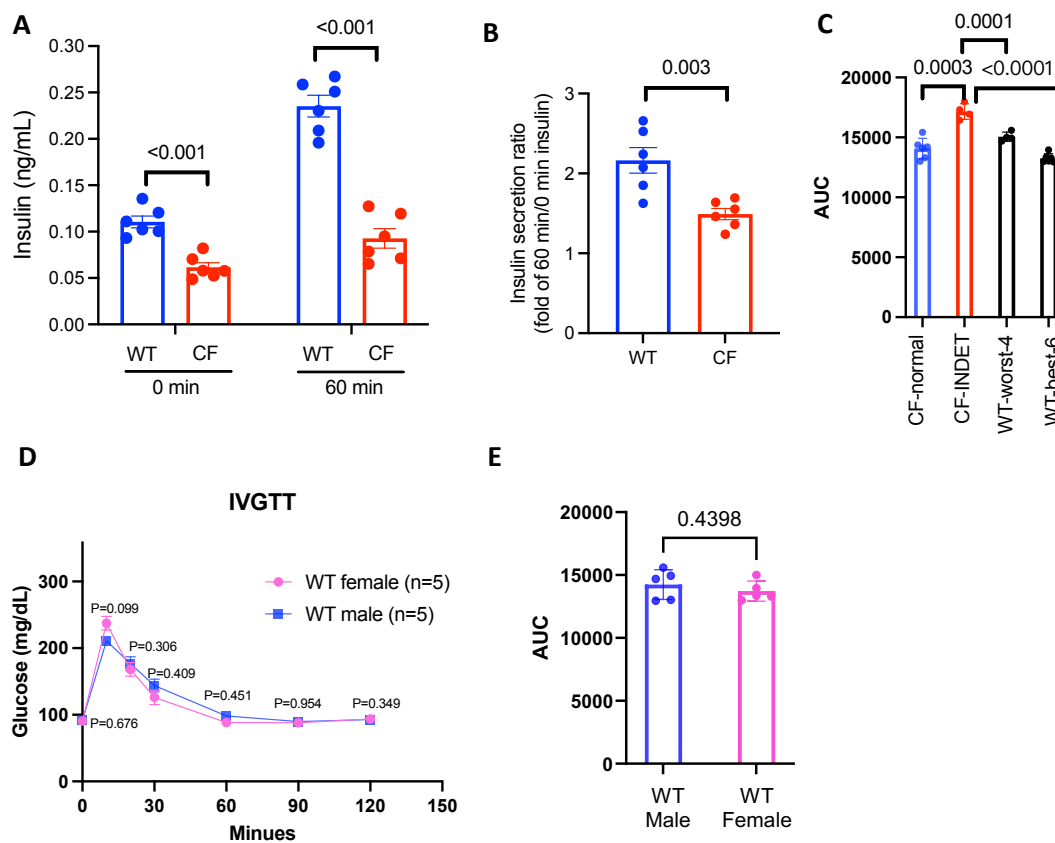 A
<0.001
<0.001
Insulin (ng/mL)
0.30
0.25
0.20
0.15
0.10
0.05
0.00
WT CF WT CF
0 min 60 min
B
0.003
Insulin secretion ratio
(fold of 60 min/0 min insulin)
3
2
1
0
WT CF
C
0.0001
0.0003 <0.0001
AUC
20000
15000
10000
5000
0
CF-normal
CF-INDET
WT-worst-4
WT-best-6
D
IVGTT
Glucose (mg/dL)
300
200
100
0
WT female (n=5)
WT male (n=5)
P=0.099
P=0.306
P=0.409
P=0.451
P=0.954
P=0.349
P=0.676
0 30 60 90 120 150
Minues
E
0.4398
AUC
20000
15000
10000
5000
0
WT WT
Male Female